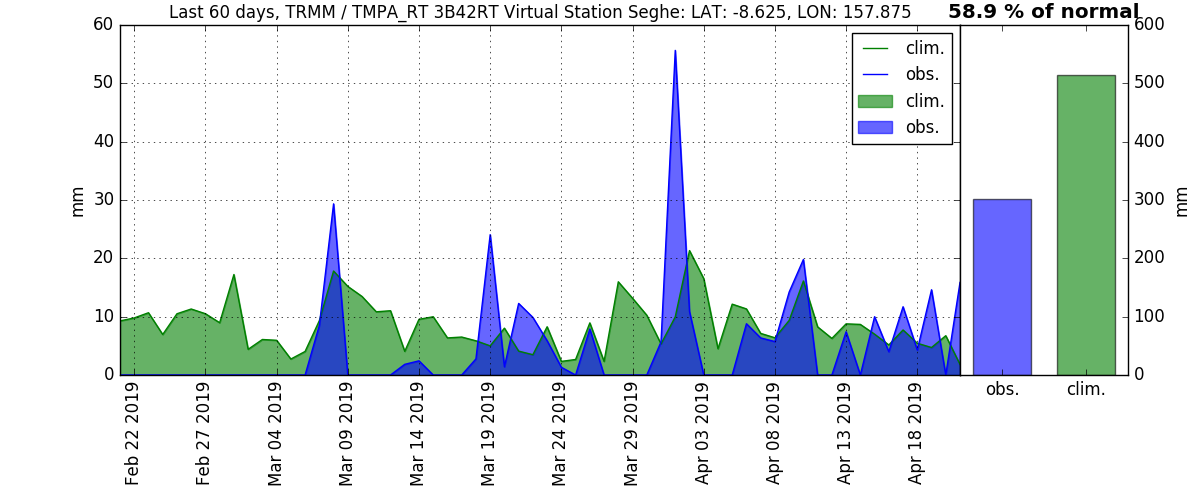 Last 60 days, TRMM / TMPA_RT 3B42RT Virtual Station Seghe: LAT: -8.625, LON: 157.875
58.9 % of normal
60
50
40
30
20
10
0
mm
clim.
obs.
clim.
obs.
600
500
400
300
200
100
0
mm
Feb 22 2019
Feb 27 2019
Mar 04 2019
Mar 09 2019
Mar 14 2019
Mar 19 2019
Mar 24 2019
Mar 29 2019
Apr 03 2019
Apr 08 2019
Apr 13 2019
Apr 18 2019
obs.
clim.